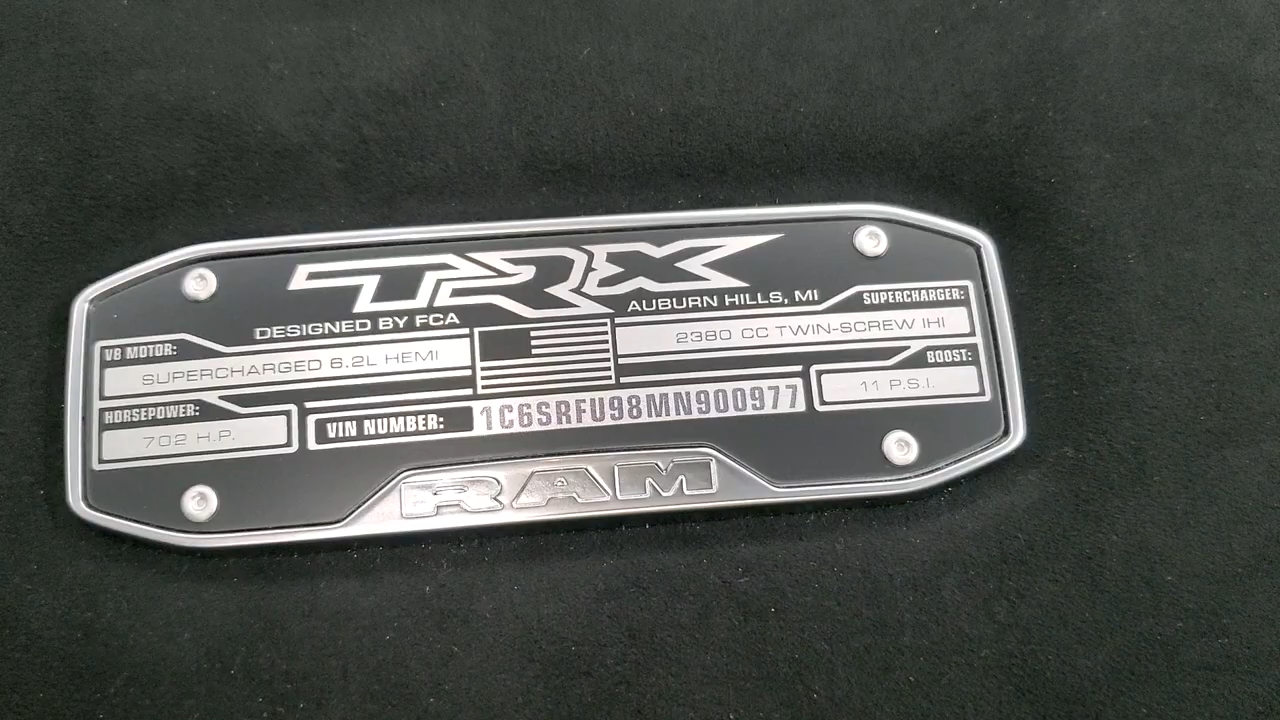 TRX
DESIGNED BY FCA
AUBURN HILLS, MI
V8 MOTOR:
SUPERCHARGED 6.2L HEMI
SUPERCHARGER:
2380 CC TWIN-SCREW IHI
HORSEPOWER:
702 H.P.
VIN NUMBER: 1C6SRFU98MN900977
BOOST:
11 P.S.I.
RAM